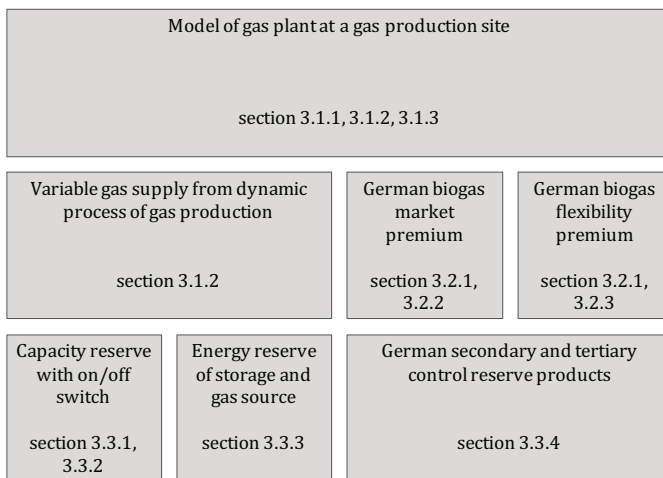 Model of gas plant at a gas production site
section 3.1.1, 3.1.2, 3.1.3
Variable gas supply from dynamic
process of gas production
section 3.1.2
German biogas
market
premium
section 3.2.1,
3.2.2
German biogas
flexibility
premium
section 3.2.1,
3.2.3
Capacity reserve
with on/off
switch
section 3.3.1,
3.3.2
Energy reserve
of storage and
gas source
section 3.3.3
German secondary and tertiary
control reserve products
section 3.3.4